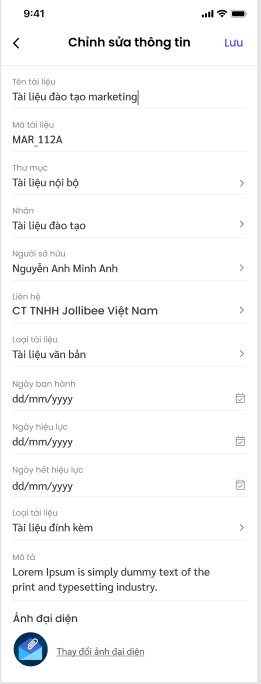 9:41
Chỉnh sửa thông tin
Lưu
Tên tài liệu
Tài liệu đào tạo marketing
Mã tài liệu
MAR_112A
Thư mục
Tài liệu nội bộ
Nhãn
Tài liệu đào tạo
Người sở hữu
Nguyễn Anh Minh Anh
Liên hệ
CT TNHH Jollibee Việt Nam
Loại tài liệu
Tài liệu văn bản
Ngày ban hành
dd/mm/yyyy
Ngày hiệu lực
dd/mm/yyyy
Ngày hết hiệu lực
dd/mm/yyyy
Loại tài liệu
Tài liệu đính kèm
Mô tả
Lorem Ipsum is simply dummy text of the
print and typesetting industry.
Ảnh đại diện
Thay đổi ảnh đại diện